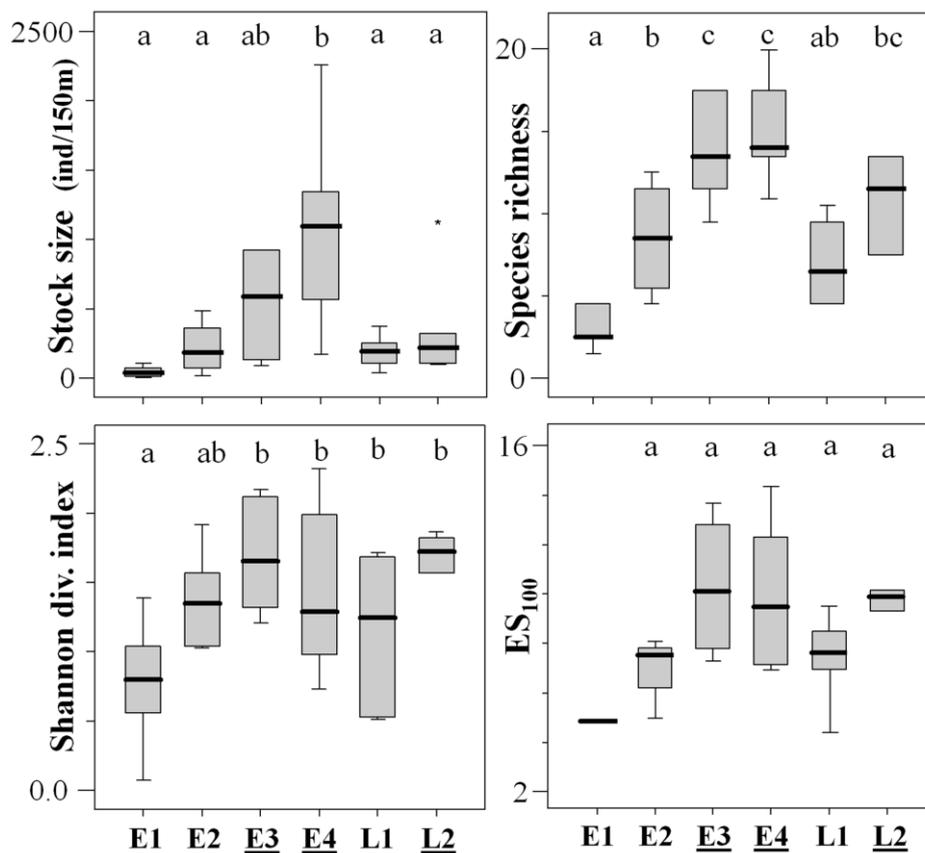 2500
a a ab b a a
Stock size (ind/150m)
0
20
a b c c ab bc
Species richness
0
2.5
a ab b b b b
Shannon div. index
0.0
16
a a a a a
ES100
2
E1 E2 E3 E4 L1 L2
E1 E2 E3 E4 L1 L2